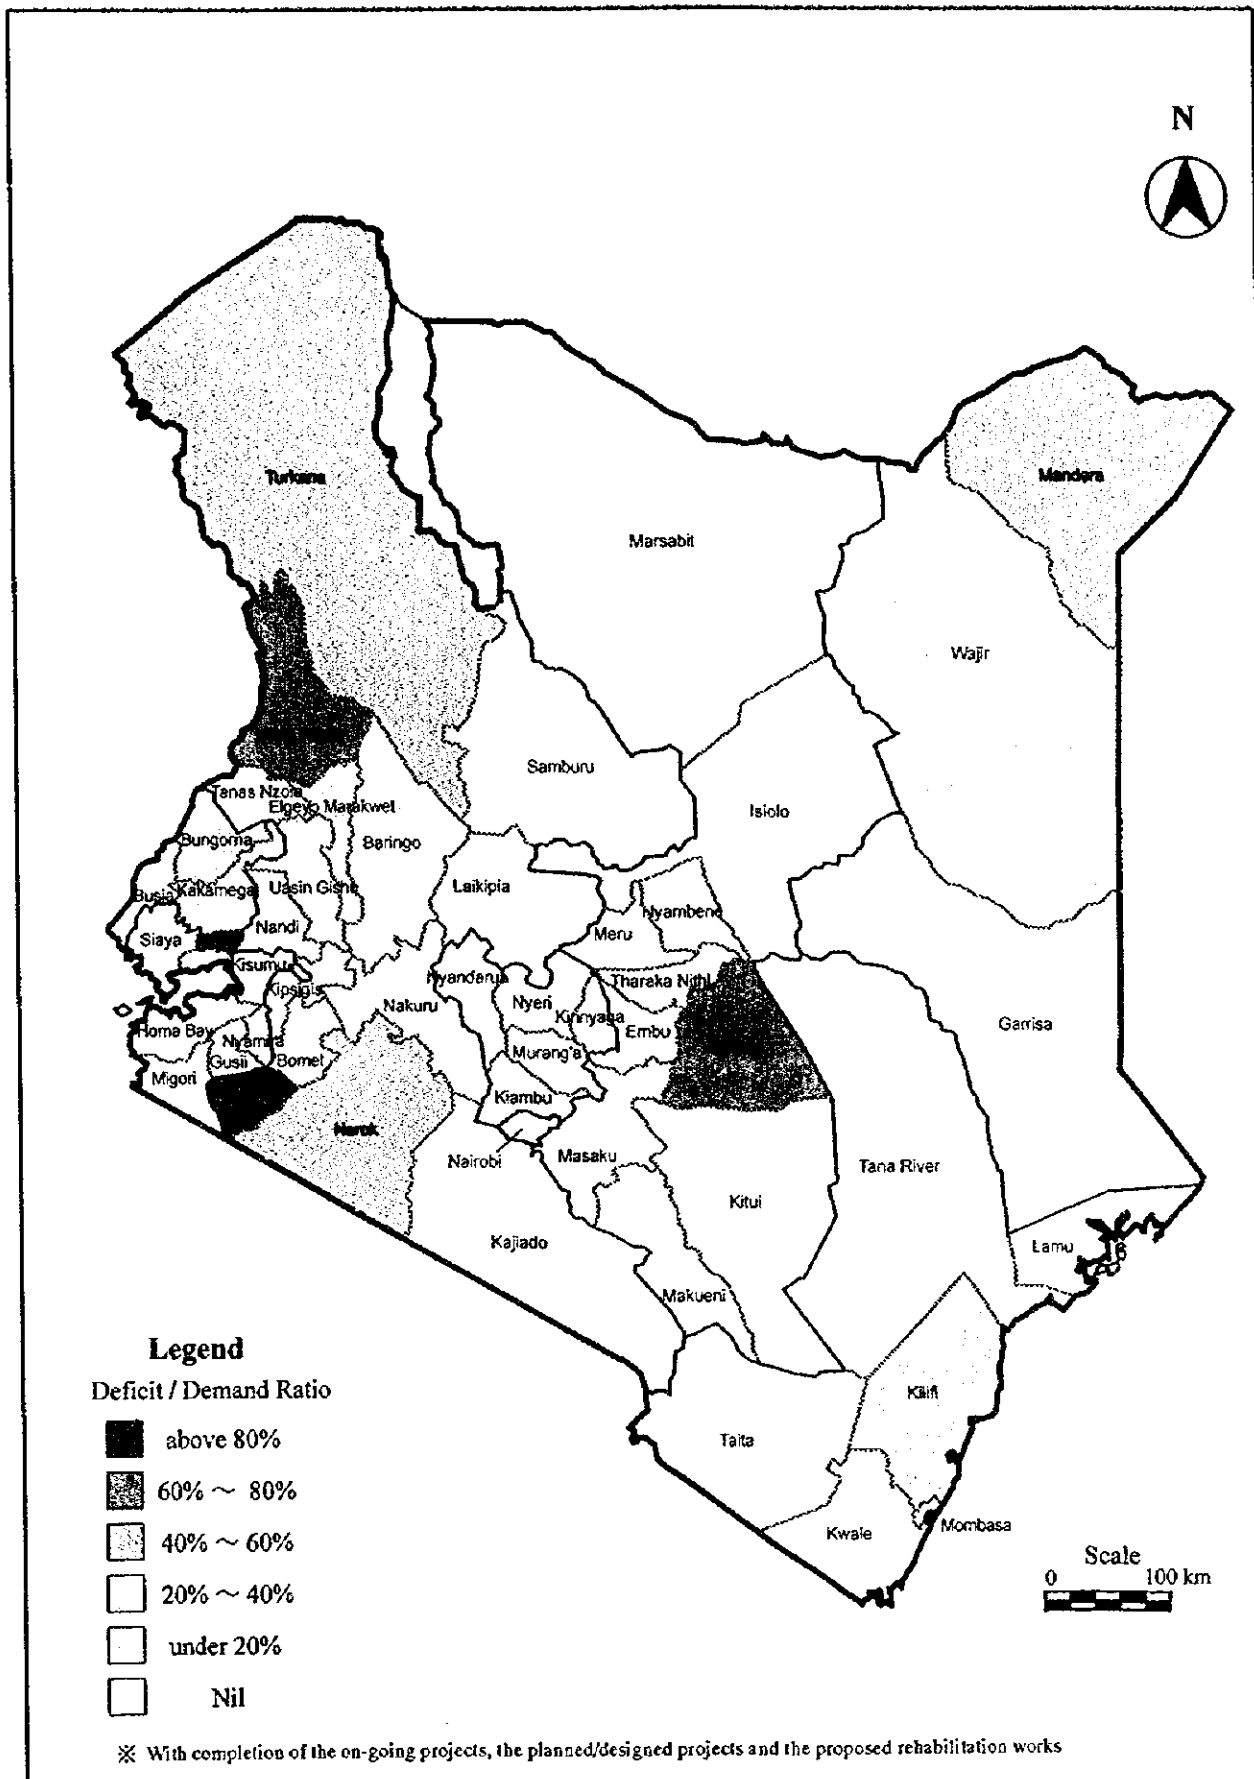 N
Turkana
Mandera
Marsabit
Wajir
Samburu
Isiolo
Tanas Nzoia
Elgeyo Marakwet
Bungoma
Baringo
Busia
Kakamega
Uasin Gishu
Laikipia
Nyambene
Siaya
Nandi
Meru
Kisumu
Kipsigis
Nyandarua
Tharaka Nithi
Nakuru
Nyeri
Kirinyaga
Embu
Garrisa
Homa Bay
Nyamira
Gusii
Bomet
Murang'a
Migori
Kiambu
Narok
Nairobi
Masaku
Tana River
Kitui
Kajiado
Lamu
Makueni
Kilifi
Taita
Kwale
Mombasa
Legend
Deficit / Demand Ratio
above 80%
60% ～ 80%
40% ～ 60%
20% ～ 40%
under 20%
Nil
Scale
0 100 km
※ With completion of the on-going projects, the planned/designed projects and the proposed rehabilitation works